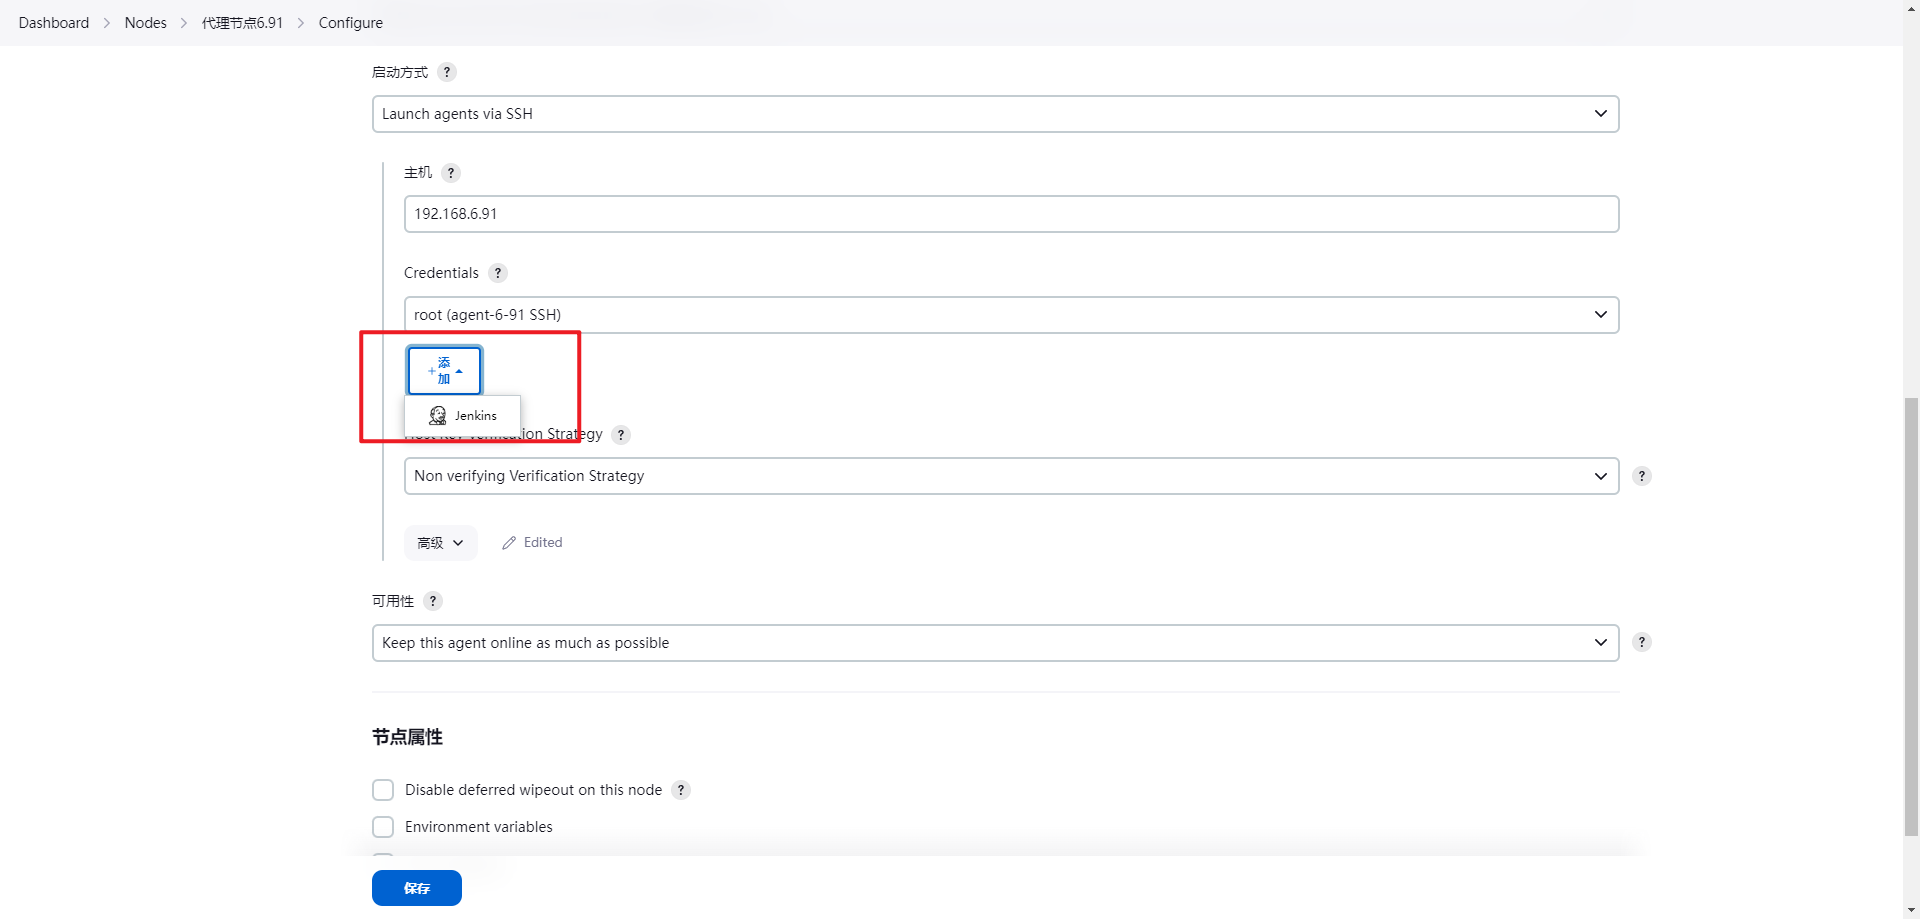 Dashboard > Nodes > 代理节点6.91 > Configure
启动方式 ?
Launch agents via SSH
主机 ?
192.168.6.91
Credentials ?
root (agent-6-91 SSH)
+添加
Jenkins
Verification Strategy ?
Non verifying Verification Strategy ?
高级 Edited
可用性 ?
Keep this agent online as much as possible ?
节点属性
Disable deferred wipeout on this node ?
Environment variables
保存